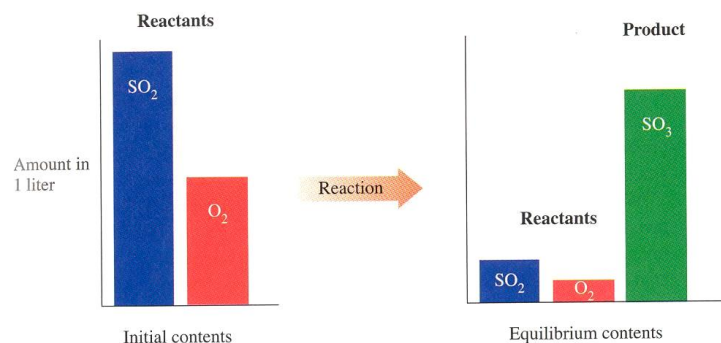 Reactants
SO₂
O₂
Amount in
1 liter
Initial contents
Reaction
Product
SO₃
Reactants
SO₂
O₂
Equilibrium contents